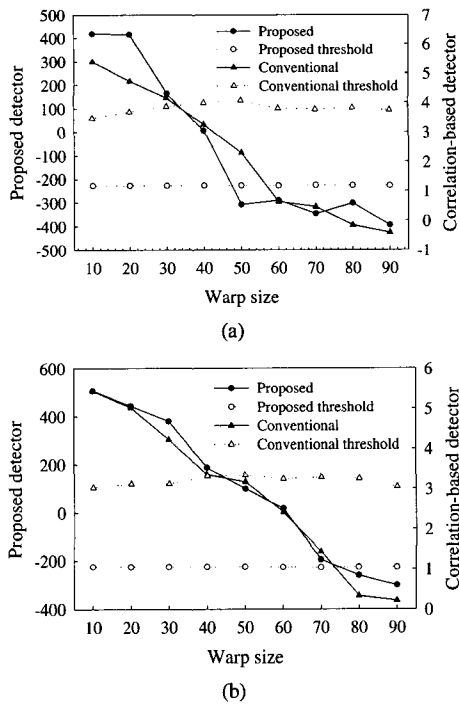 500
400
300
200
100
0
-100
-200
-300
-400
-500
Proposed detector
Proposed
Proposed threshold
Conventional
Conventional threshold
7
6
5
4
3
2
1
0
-1
Correlation-based detector
10 20 30 40 50 60 70 80 90
Warp size
(a)
600
400
200
0
-200
-400
Proposed detector
Proposed
Proposed threshold
Conventional
Conventional threshold
6
5
4
3
2
1
0
Correlation-based detector
10 20 30 40 50 60 70 80 90
Warp size
(b)